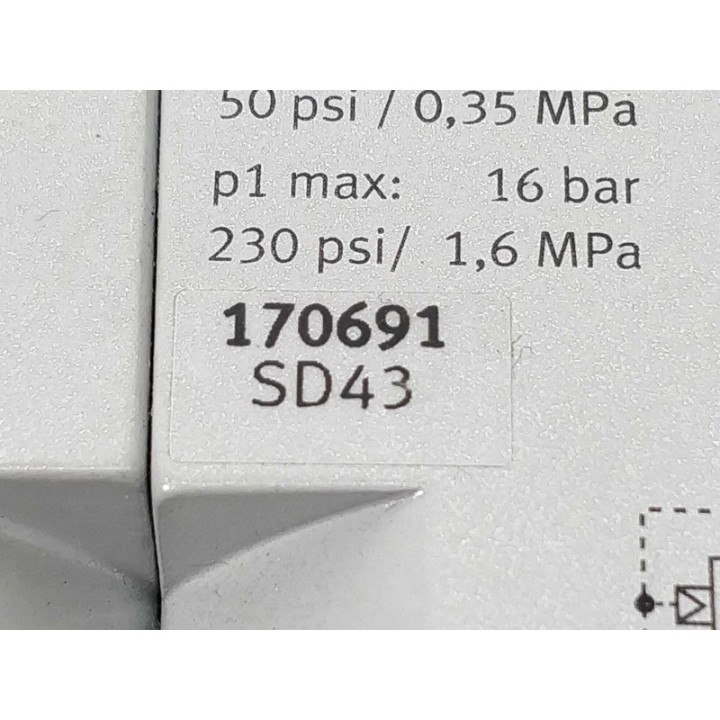 50 psi / 0,35 MPa
p1 max: 16 bar
230 psi/ 1,6 MPa
170691
SD43